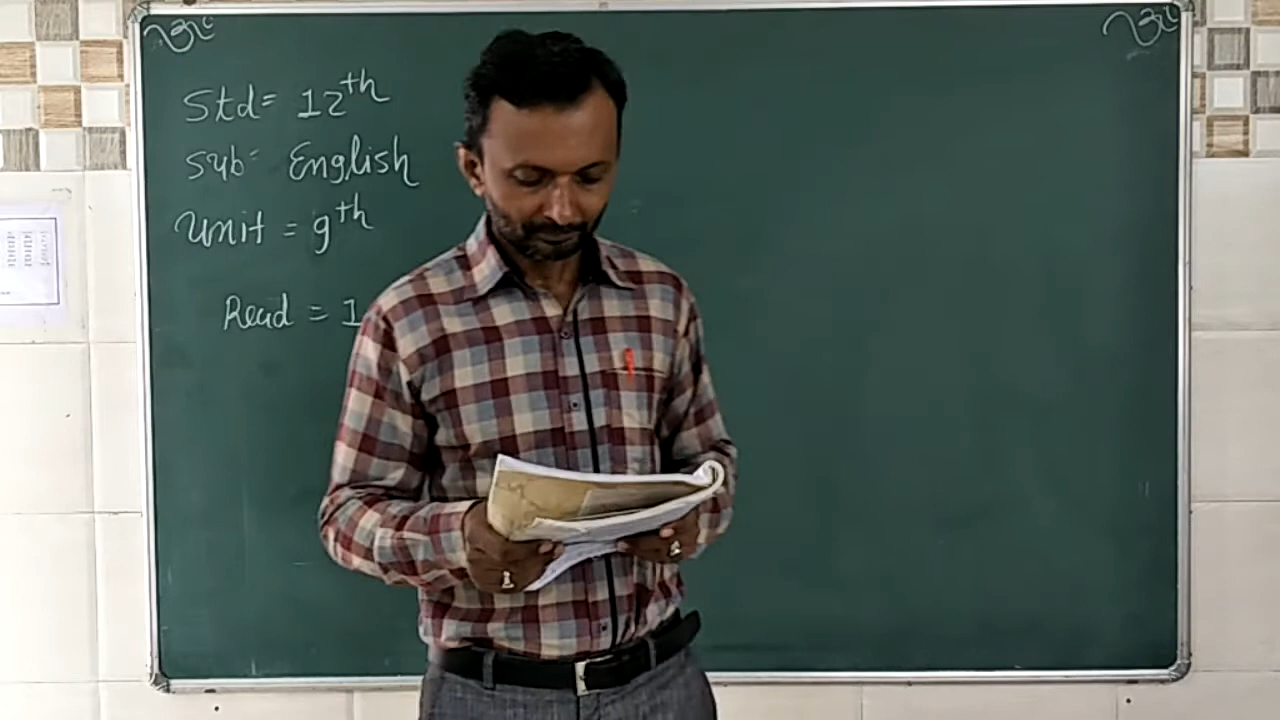 Std= 12th
Sub= English
Unit = 9th
Read = 1